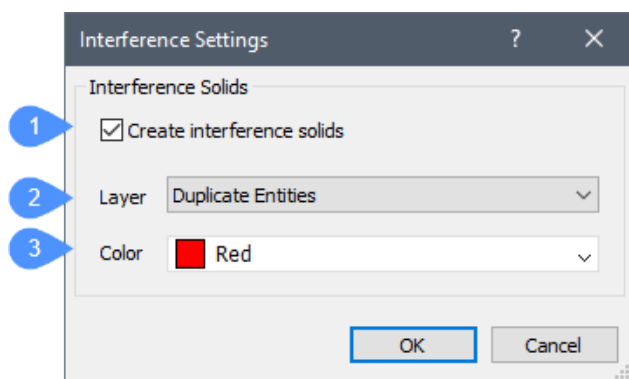 Interference Settings ?
Interference Solids
1
Create interference solids
2
Layer Duplicate Entities
3
Color Red
OK Cancel